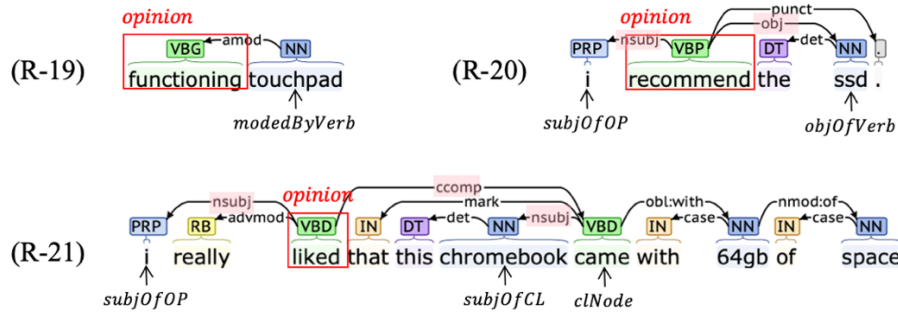 opinion
VBG amod NN
(R-19) functioning touchpad
modedByVerb
opinion punct
obj
PRP nsubj VBP DT det NN .
(R-20) i recommend the ssd .
subjOfOP objOfVerb
opinion ccomp
nsubj mark
PRP RB advmod VBD IN DT det NN nsubj VBD obl:with IN case NN nmod:of IN case NN
(R-21) i really liked that this chromebook came with 64gb of space
subjOfOP subjOfCL clNode